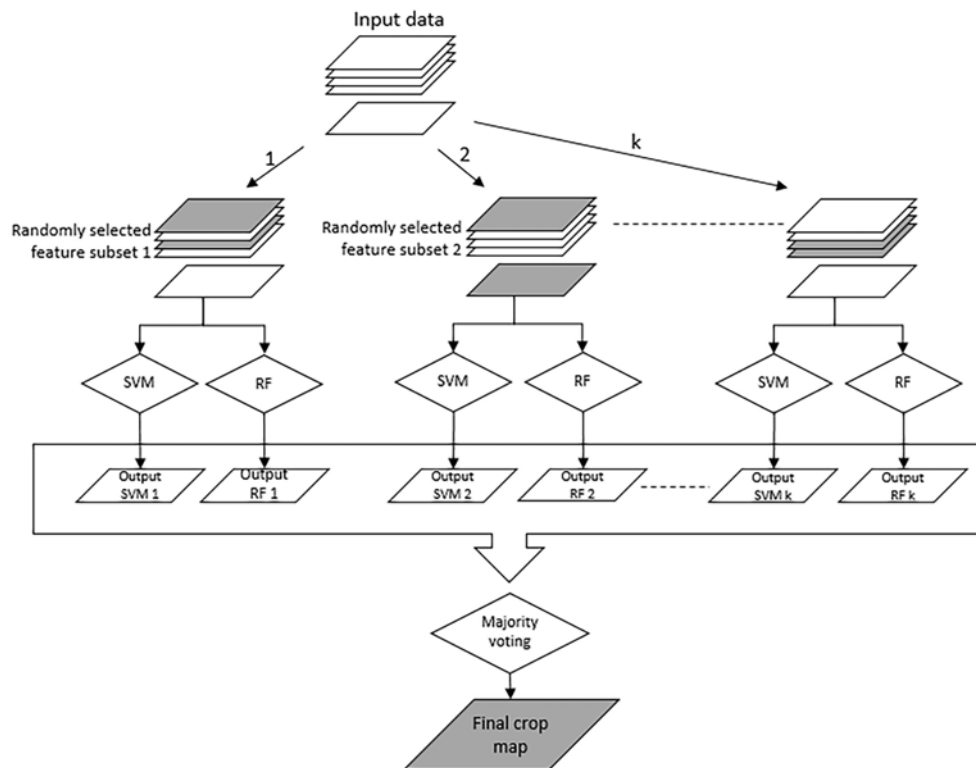 Input data
1
2
k
Randomly selected
feature subset 1
Randomly selected
feature subset 2
SVM
RF
SVM
RF
SVM
RF
Output
SVM 1
Output
RF 1
Output
SVM 2
Output
RF 2
Output
SVM k
Output
RF k
Majority
voting
Final crop
map